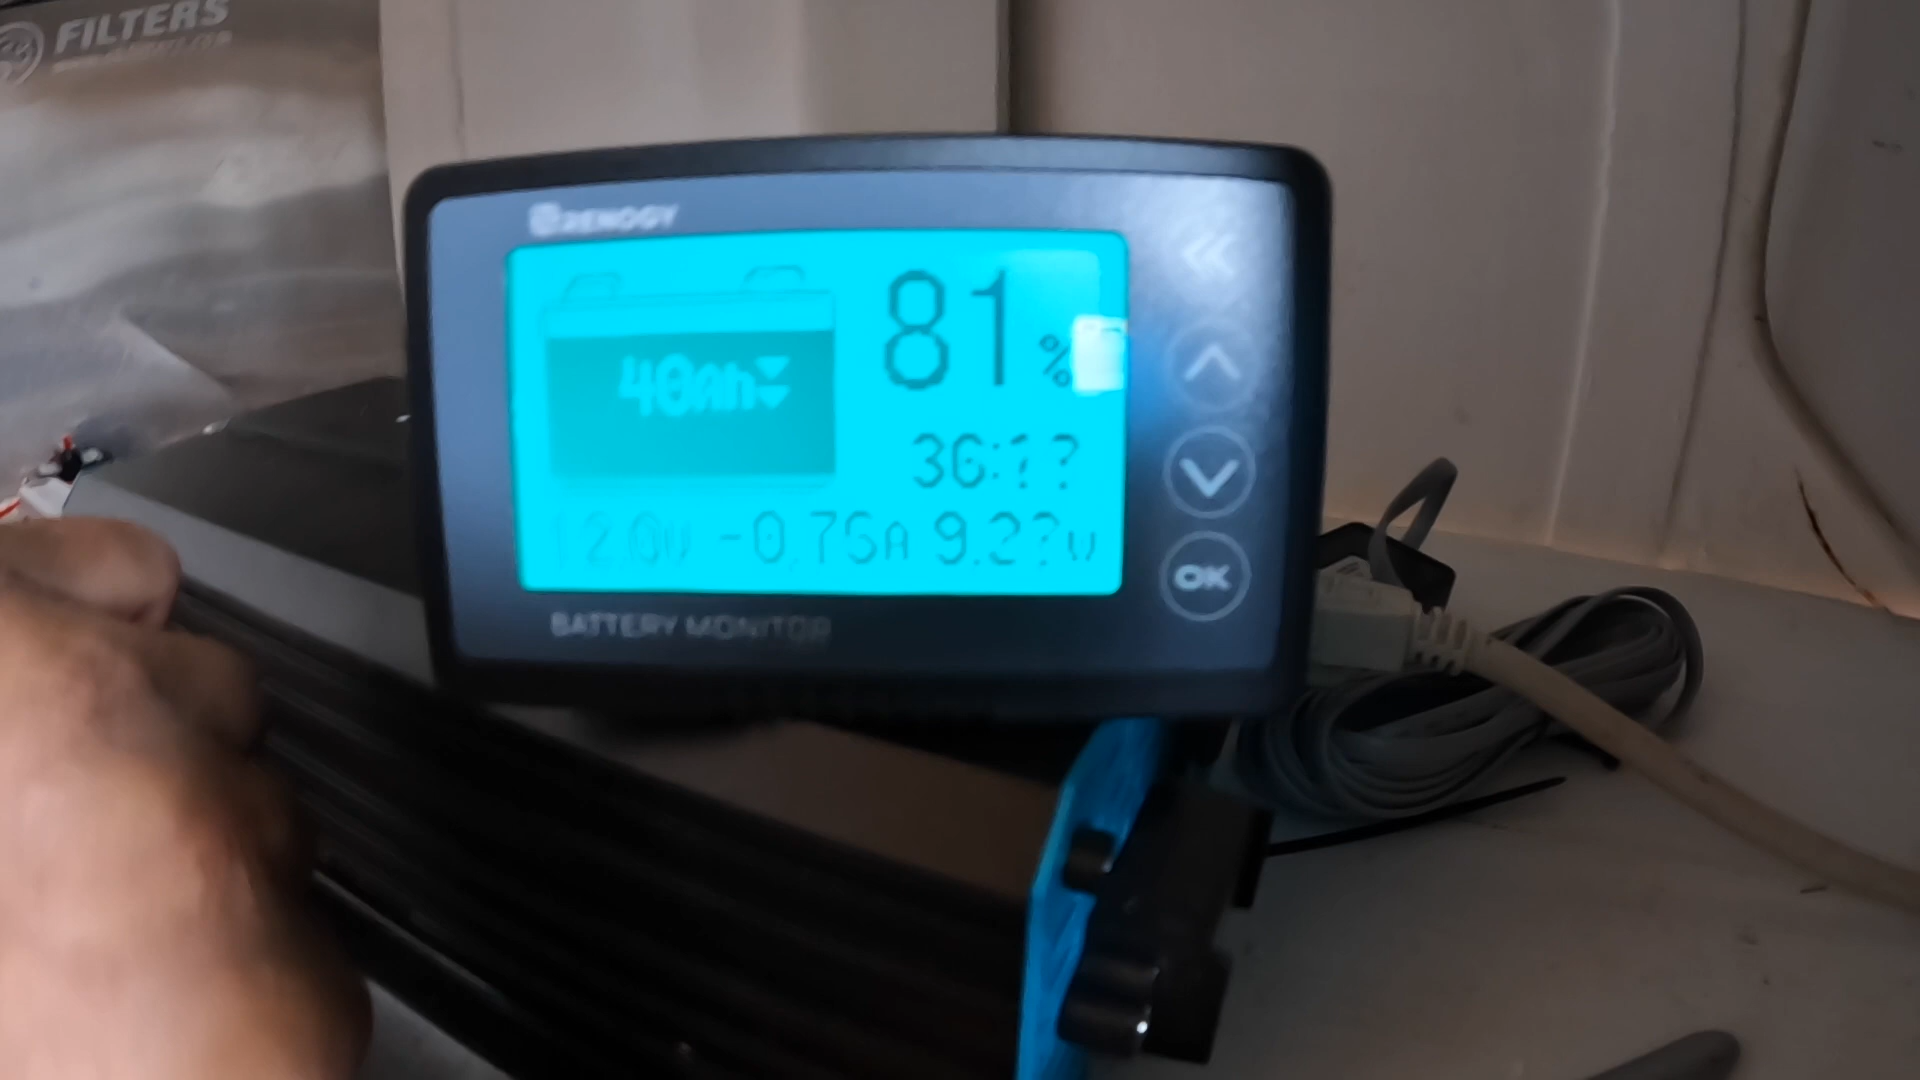 FILTERS
RENOGY
81
%
40Ah
12.0V -0.75A
BATTERY MONITOR
OK